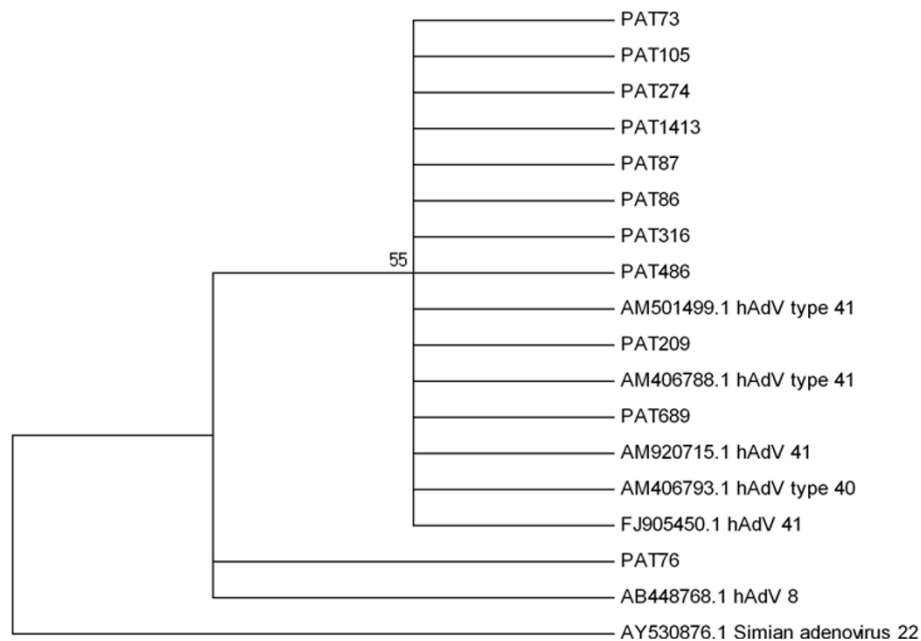 PAT73
PAT105
PAT274
PAT1413
PAT87
PAT86
PAT316
55
PAT486
AM501499.1 hAdV type 41
PAT209
AM406788.1 hAdV type 41
PAT689
AM920715.1 hAdV 41
AM406793.1 hAdV type 40
FJ905450.1 hAdV 41
PAT76
AB448768.1 hAdV 8
AY530876.1 Simian adenovirus 22